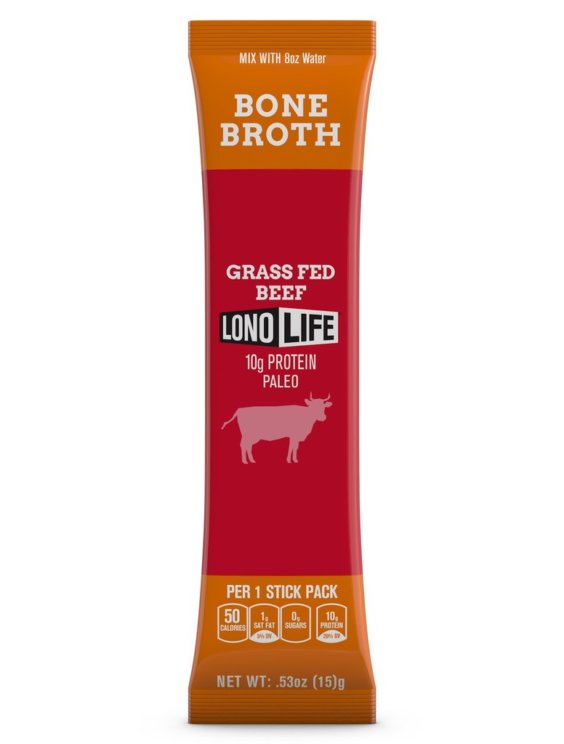 MIX WITH 8oz Water
BONE
BROTH
GRASS FED
BEEF
LONO LIFE
10g PROTEIN
PALEO
PER 1 STICK PACK
50 1g 0g 10g
CALORIES SAT FAT SUGARS PROTEIN
5% DV 20% DV
NET WT: .53oz (15)g